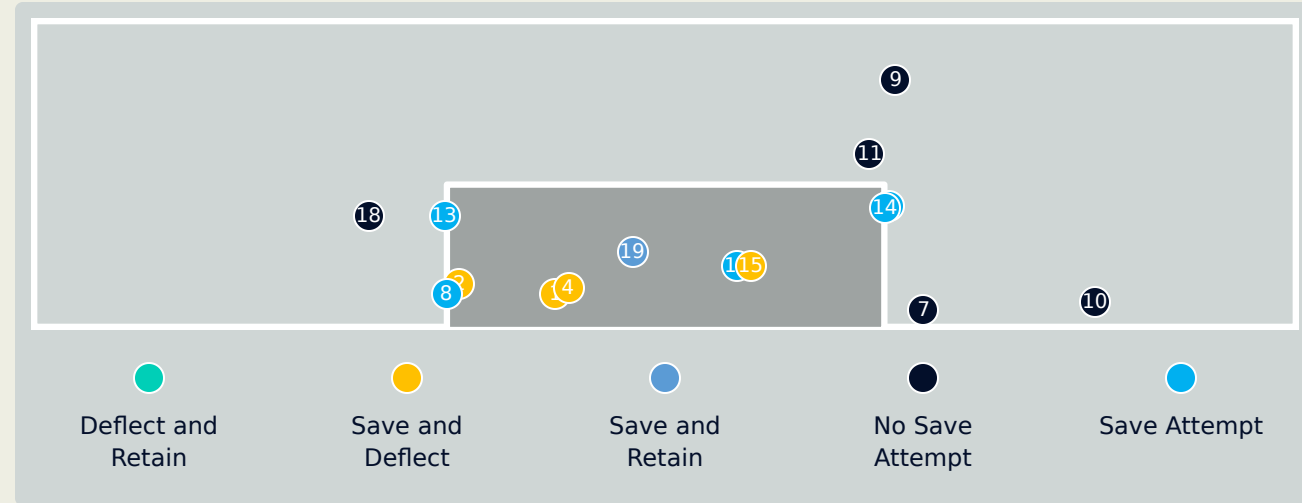 9
11
18
13
14
19
15
2
8
4
7
10
Deflect and
Retain
Save and
Deflect
Save and
Retain
No Save
Attempt
Save Attempt